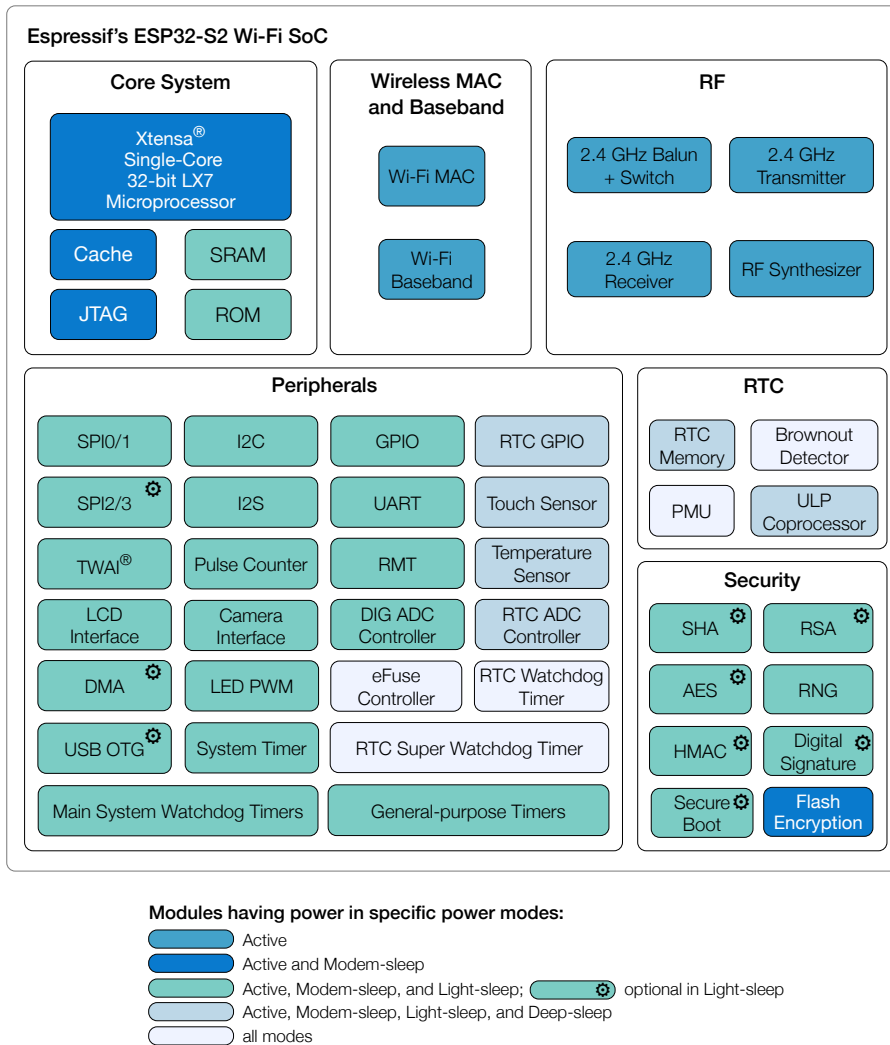 Espressif's ESP32-S2 Wi-Fi SoC
Core System
Xtensa®
Single-Core
32-bit LX7
Microprocessor
Cache
SRAM
JTAG
ROM
Wireless MAC
and Baseband
Wi-Fi MAC
Wi-Fi
Baseband
RF
2.4 GHz Balun
+ Switch
2.4 GHz
Transmitter
2.4 GHz
Receiver
RF Synthesizer
Peripherals
SPI0/1
I2C
GPIO
RTC GPIO
SPI2/3
I2S
UART
Touch Sensor
TWAI®
Pulse Counter
RMT
Temperature
Sensor
LCD
Interface
Camera
Interface
DIG ADC
Controller
RTC ADC
Controller
DMA
LED PWM
eFuse
Controller
RTC Watchdog
Timer
USB OTG
System Timer
RTC Super Watchdog Timer
Main System Watchdog Timers
General-purpose Timers
RTC
RTC
Memory
Brownout
Detector
PMU
ULP
Coprocessor
Security
SHA
RSA
AES
RNG
HMAC
Digital
Signature
Secure
Boot
Flash
Encryption
Modules having power in specific power modes:
Active
Active and Modem-sleep
Active, Modem-sleep, and Light-sleep; optional in Light-sleep
Active, Modem-sleep, Light-sleep, and Deep-sleep
all modes